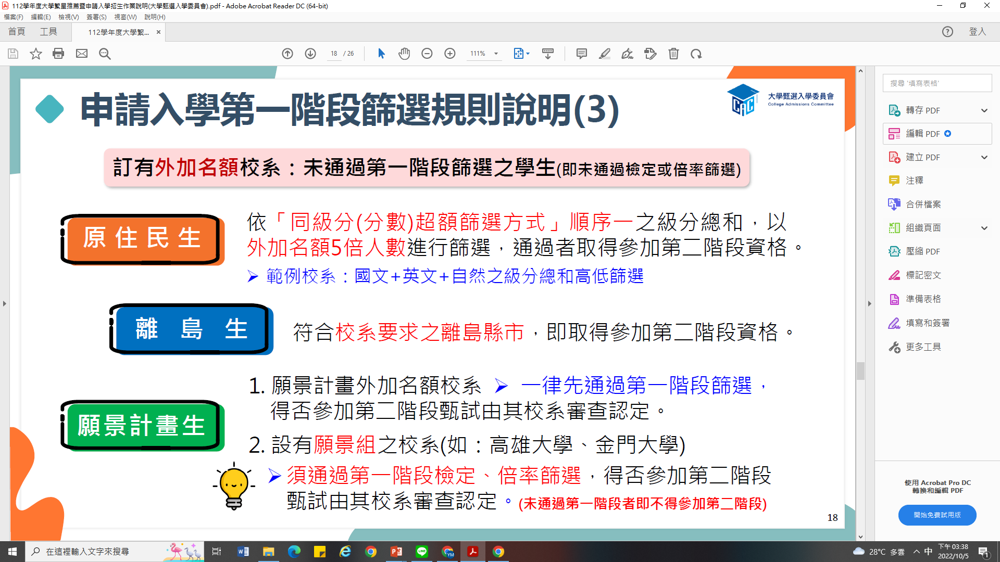 112學年度大學繁星推薦暨申請入學招生作業說明(大學甄選入學委員會).pdf - Adobe Acrobat Reader DC (64-bit)
檔案(F) 編輯(E) 檢視(V) 簽署(S) 視窗(W) 說明(H)
首頁 工具 112學年度大學繁... × 登入
18 / 26 111%
申請入學第一階段篩選規則說明(3)
CAC 大學甄選入學委員會
College Admissions Committee
訂有外加名額校系：未通過第一階段篩選之學生(即未通過檢定或倍率篩選)
原住民生
依「同級分(分數)超額篩選方式」順序一之級分總和，以
外加名額5倍人數進行篩選，通過者取得參加第二階段資格。
範例校系：國文+英文+自然之級分總和高低篩選
離島生
符合校系要求之離島縣市，即取得參加第二階段資格。
願景計畫生
1. 願景計畫外加名額校系 一律先通過第一階段篩選，
得否參加第二階段甄試由其校系審查認定。
2. 設有願景組之校系(如：高雄大學、金門大學)
須通過第一階段檢定、倍率篩選，得否參加第二階段
甄試由其校系審查認定。(未通過第一階段者即不得參加第二階段)
18
搜尋 '填寫表格'
轉存 PDF
編輯 PDF
建立 PDF
注釋
合併檔案
組織頁面
壓縮 PDF
標記密文
準備表格
填寫和簽署
更多工具
使用 Acrobat Pro DC
轉換和編輯 PDF
開始免費試用版
在這裡輸入文字來搜尋
28°C 多雲 中
下午 03:38
2022/10/5
1